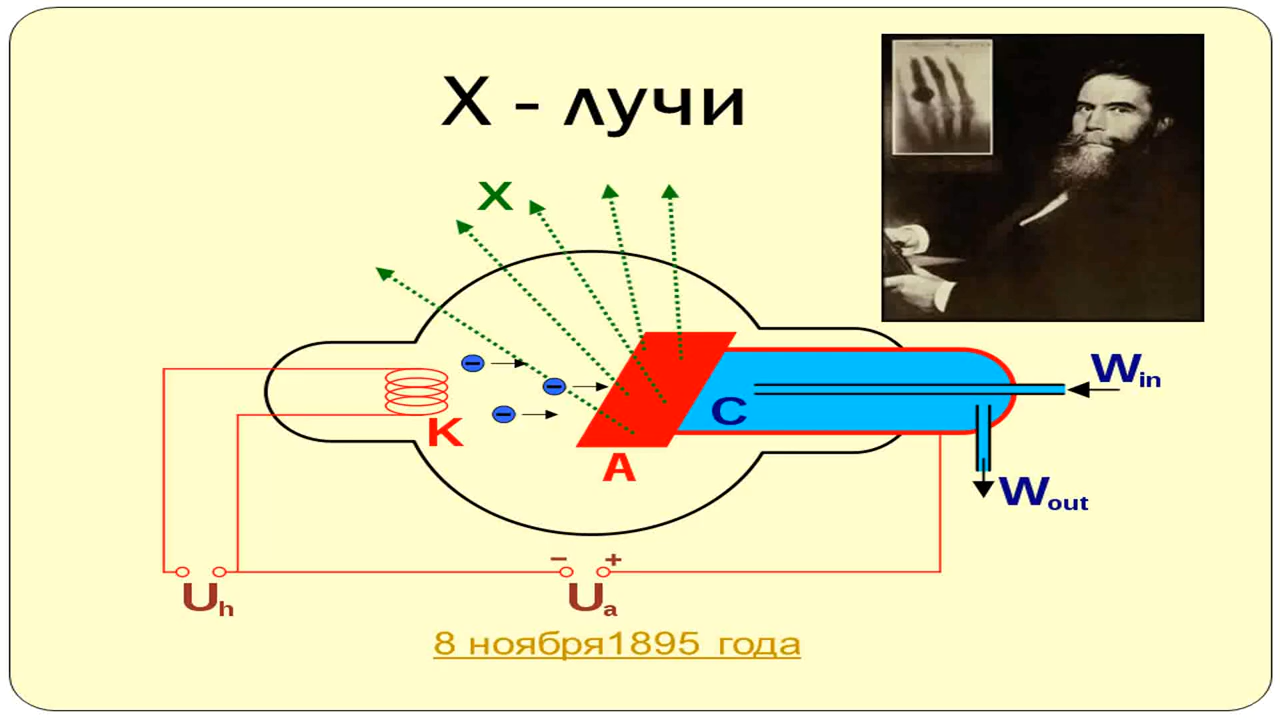 X - лучи
X
K
A
C
Win
Wout
− +
Uh
Ua
8 ноября1895 года